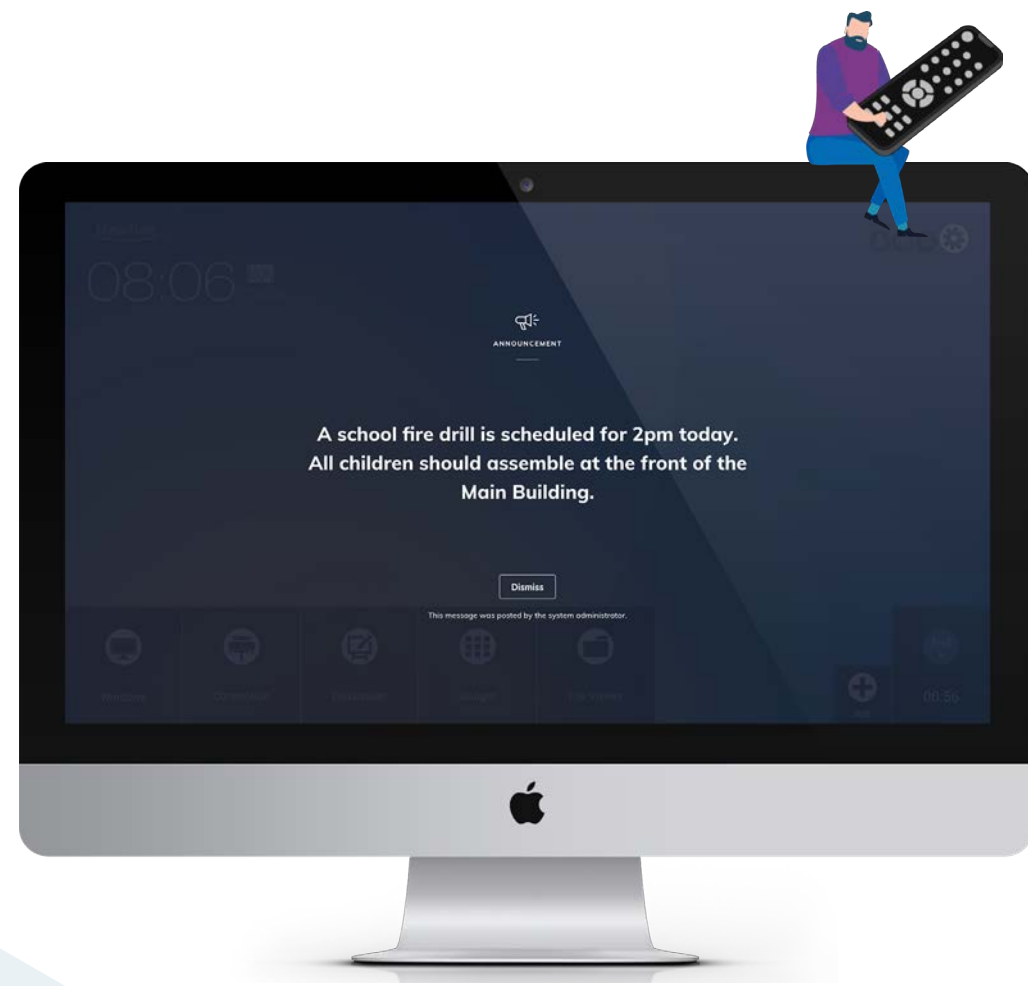 08:06
ANNOUNCEMENT
A school fire drill is scheduled for 2pm today.
All children should assemble at the front of the
Main Building.
Dismiss
This message was posted by the system administrator.